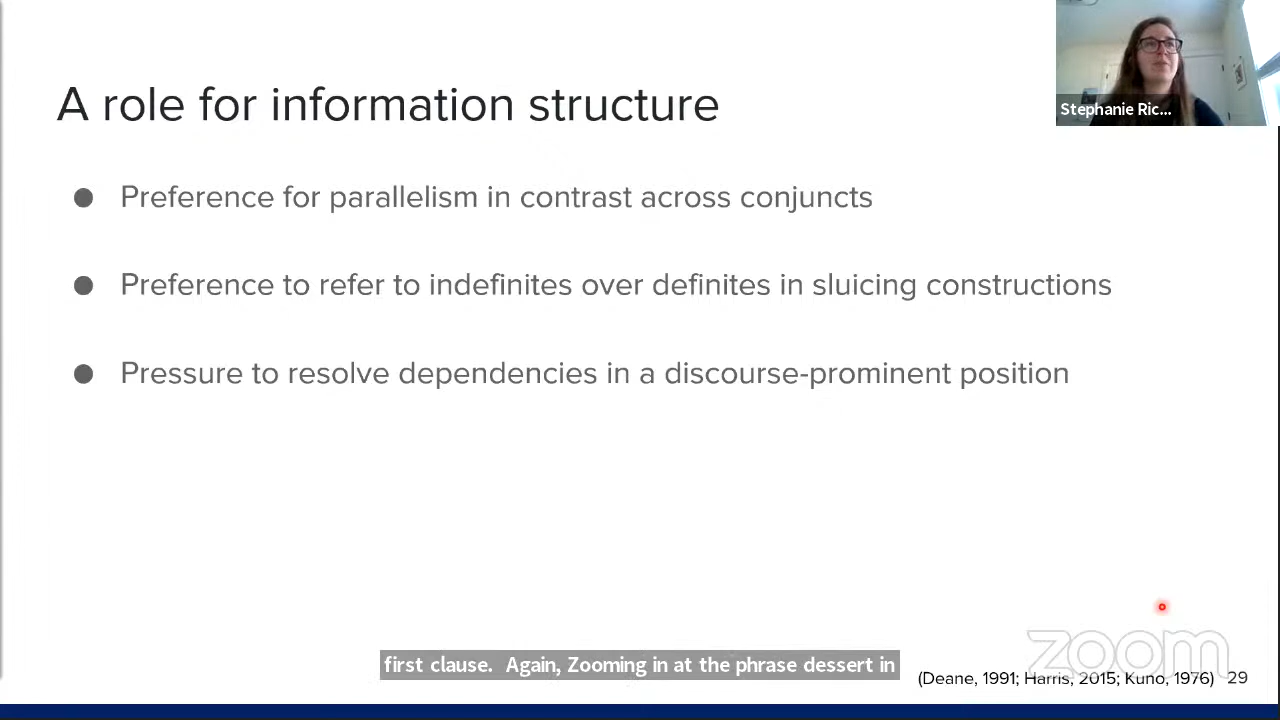 A role for information structure
Stephanie Ric...
● Preference for parallelism in contrast across conjuncts
● Preference to refer to indefinites over definites in sluicing constructions
● Pressure to resolve dependencies in a discourse-prominent position
zoom
first clause.  Again, Zooming in at the phrase dessert in
(Deane, 1991; Harris, 2015; Kuno, 1976) 29